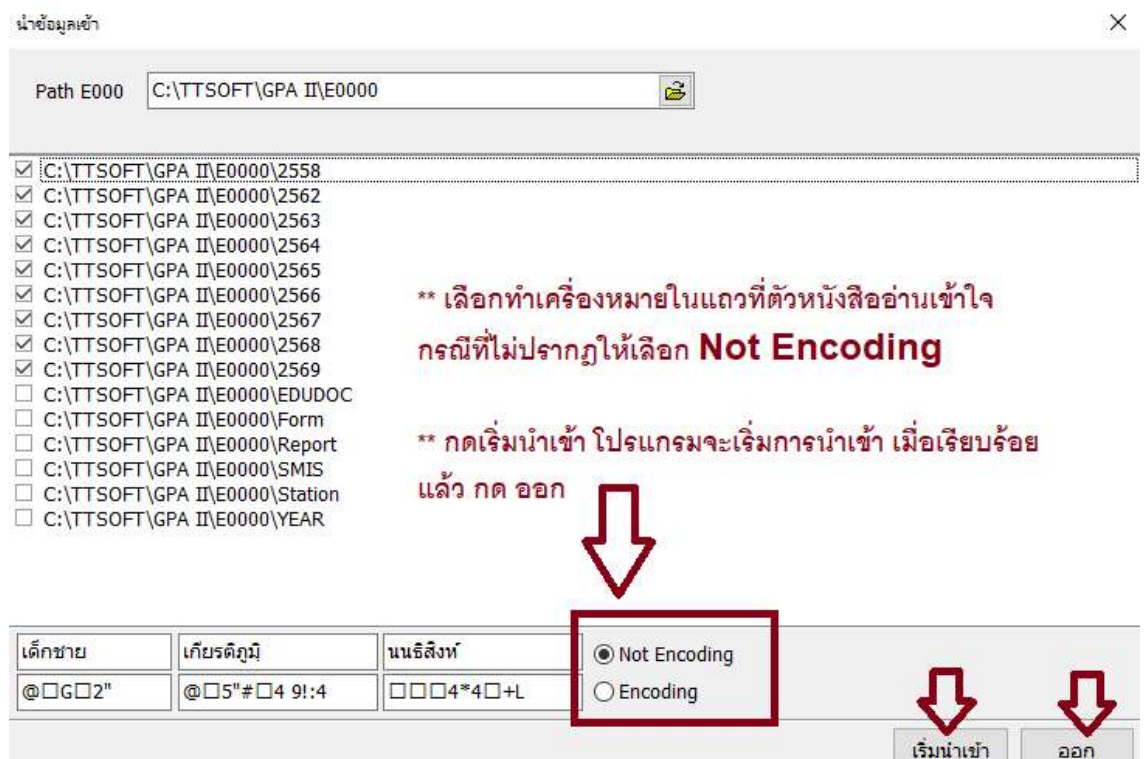 นำข้อมูลเข้า
Path E000 C:\TTSOFT\GPA II\E0000
C:\TTSOFT\GPA II\E0000\2558
C:\TTSOFT\GPA II\E0000\2562
C:\TTSOFT\GPA II\E0000\2563
C:\TTSOFT\GPA II\E0000\2564
C:\TTSOFT\GPA II\E0000\2565
C:\TTSOFT\GPA II\E0000\2566
C:\TTSOFT\GPA II\E0000\2567
C:\TTSOFT\GPA II\E0000\2568
C:\TTSOFT\GPA II\E0000\2569
C:\TTSOFT\GPA II\E0000\EDUDOC
C:\TTSOFT\GPA II\E0000\Form
C:\TTSOFT\GPA II\E0000\Report
C:\TTSOFT\GPA II\E0000\SMIS
C:\TTSOFT\GPA II\E0000\Station
C:\TTSOFT\GPA II\E0000\YEAR
** เลือกทำเครื่องหมายในแถวที่ตัวหนังสืออ่านเข้าใจ
กรณีที่ไม่ปรากฏให้เลือก Not Encoding
** กดเริ่มนำเข้า โปรแกรมจะเริ่มการนำเข้า เมื่อเรียบร้อย
แล้ว กด ออก
เด็กชาย เกียรติภูมิ นนธิสิงห์ Not Encoding
@□G□2" @□5"#□4 9!:4 □□□4*4□+L Encoding
เริ่มนำเข้า ออก